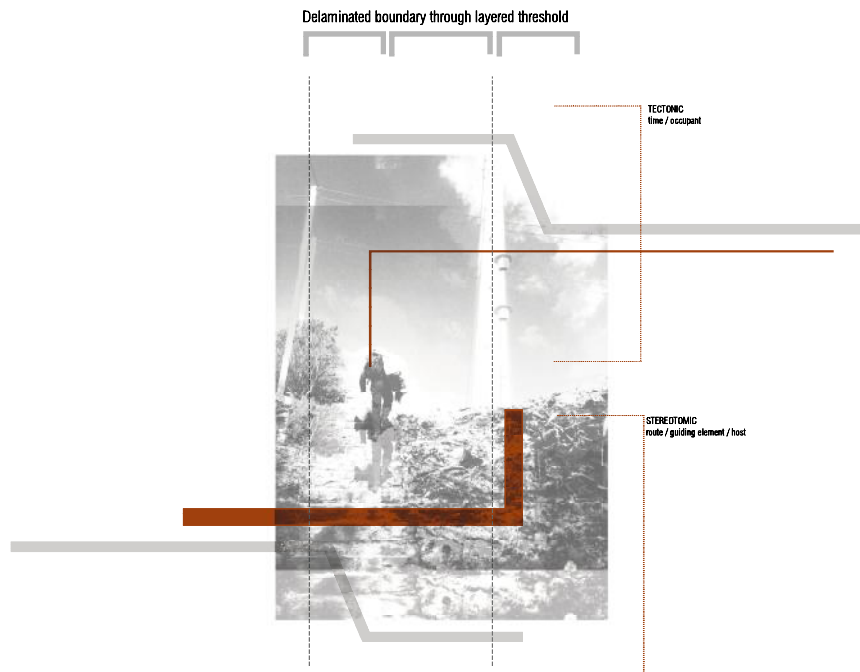 Delaminated boundary through layered threshold
TECTONIC
time / occupant
STEREOTOMIC
route / guiding element / host